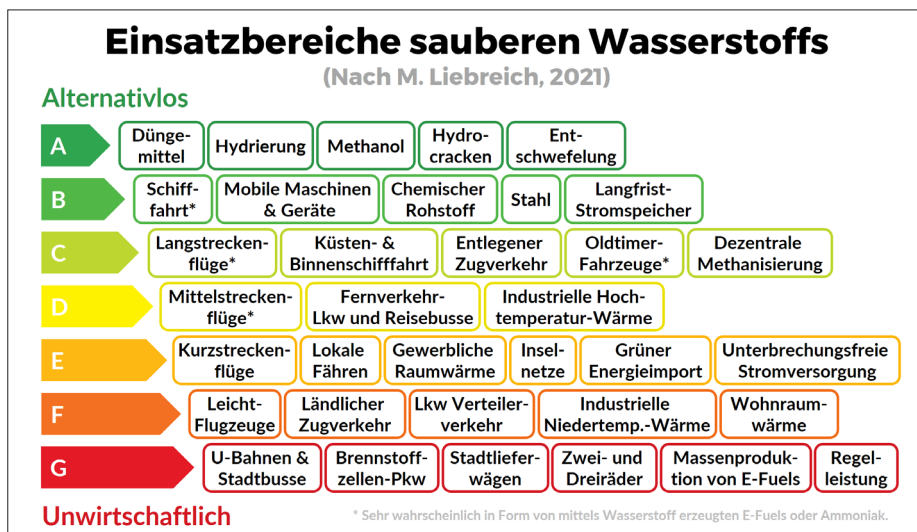 Einsatzbereiche sauberen Wasserstoffs
(Nach M. Liebreich, 2021)
Alternativlos
A
Dünge-
mittel
Hydrierung
Methanol
Hydro-
cracken
Ent-
schwefelung
B
Schiff-
fahrt*
Mobile Maschinen
& Geräte
Chemischer
Rohstoff
Stahl
Langfrist-
Stromspeicher
C
Langstrecken-
flüge*
Küsten- &
Binnenschifffahrt
Entlegener
Zugverkehr
Oldtimer-
Fahrzeuge*
Dezentrale
Methanisierung
D
Mittelstrecken-
flüge*
Fernverkehr-
Lkw und Reisebusse
Industrielle Hoch-
temperatur-Wärme
E
Kurzstrecken-
flüge
Lokale
Fähren
Gewerbliche
Raumwärme
Insel-
netze
Grüner
Energieimport
Unterbrechungsfreie
Stromversorgung
F
Leicht-
Flugzeuge
Ländlicher
Zugverkehr
Lkw Verteiler-
verkehr
Industrielle
Niedertemp.-Wärme
Wohnraum-
wärme
G
U-Bahnen &
Stadtbusse
Brennstoff-
zellen-Pkw
Stadtliefer-
wägen
Zwei- und
Dreiräder
Massenproduk-
tion von E-Fuels
Regel-
leistung
Unwirtschaftlich
* Sehr wahrscheinlich in Form von mittels Wasserstoff erzeugten E-Fuels oder Ammoniak.